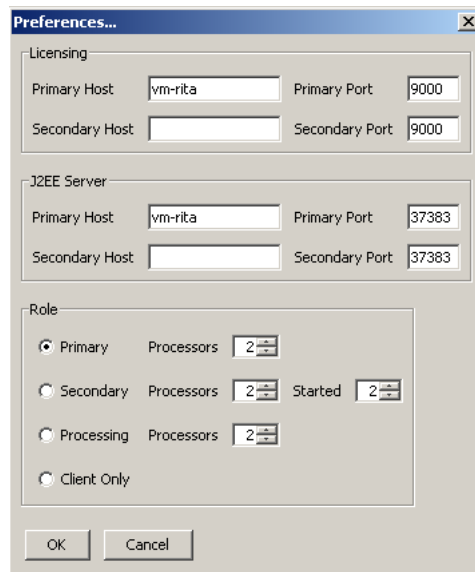 Preferences...
Licensing
Primary Host vm-rita Primary Port 9000
Secondary Host Secondary Port 9000
J2EE Server
Primary Host vm-rita Primary Port 37383
Secondary Host Secondary Port 37383
Role
Primary Processors 2
Secondary Processors 2 Started 2
Processing Processors 2
Client Only
OK Cancel